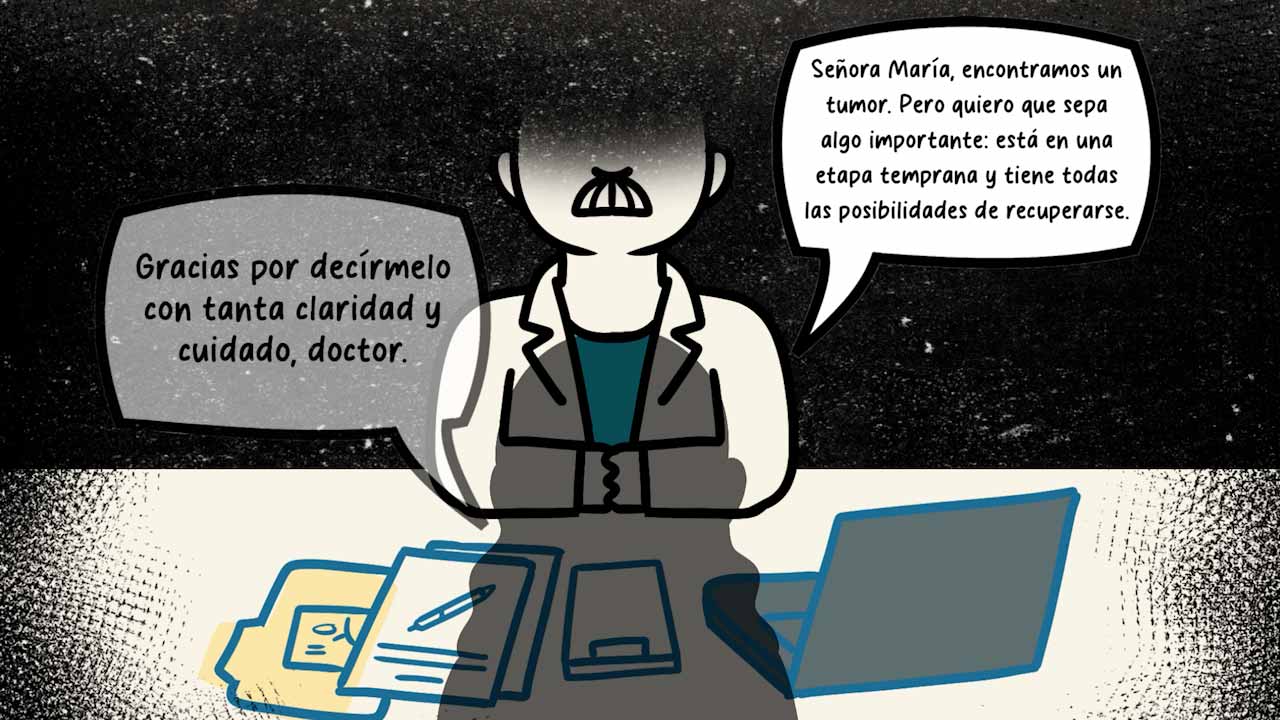 Señora María, encontramos un
tumor. Pero quiero que sepa
algo importante: está en una
etapa temprana y tiene todas
las posibilidades de recuperarse.
Gracias por decírmelo
con tanta claridad y
cuidado, doctor.